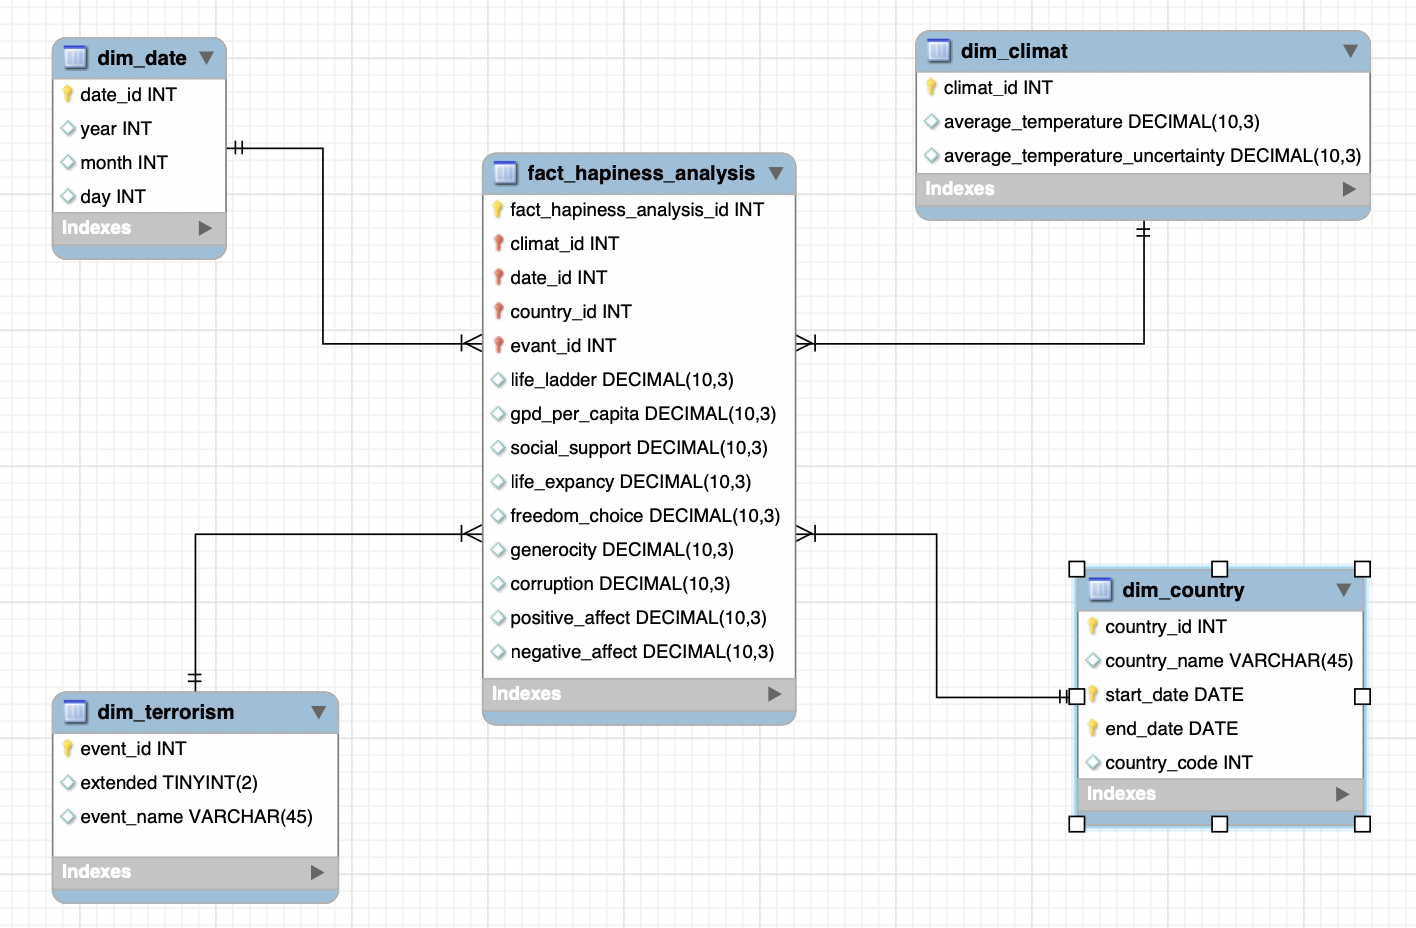 dim_date
date_id INT
year INT
month INT
day INT
Indexes
dim_climat
climat_id INT
average_temperature DECIMAL(10,3)
average_temperature_uncertainty DECIMAL(10,3)
Indexes
fact_hapiness_analysis
fact_hapiness_analysis_id INT
climat_id INT
date_id INT
country_id INT
evant_id INT
life_ladder DECIMAL(10,3)
gpd_per_capita DECIMAL(10,3)
social_support DECIMAL(10,3)
life_expancy DECIMAL(10,3)
freedom_choice DECIMAL(10,3)
generocity DECIMAL(10,3)
corruption DECIMAL(10,3)
positive_affect DECIMAL(10,3)
negative_affect DECIMAL(10,3)
Indexes
dim_terrorism
event_id INT
extended TINYINT(2)
event_name VARCHAR(45)
Indexes
dim_country
country_id INT
country_name VARCHAR(45)
start_date DATE
end_date DATE
country_code INT
Indexes